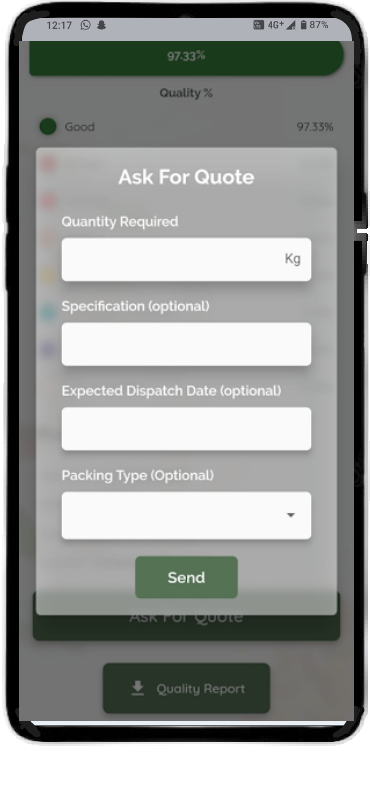 12:17 4G+ 87%
97.33%
Quality %
Good 97.33%
Ask For Quote
Quantity Required
Kg
Specification (optional)
Expected Dispatch Date (optional)
Packing Type (Optional)
Send
Ask For Quote
Quality Report